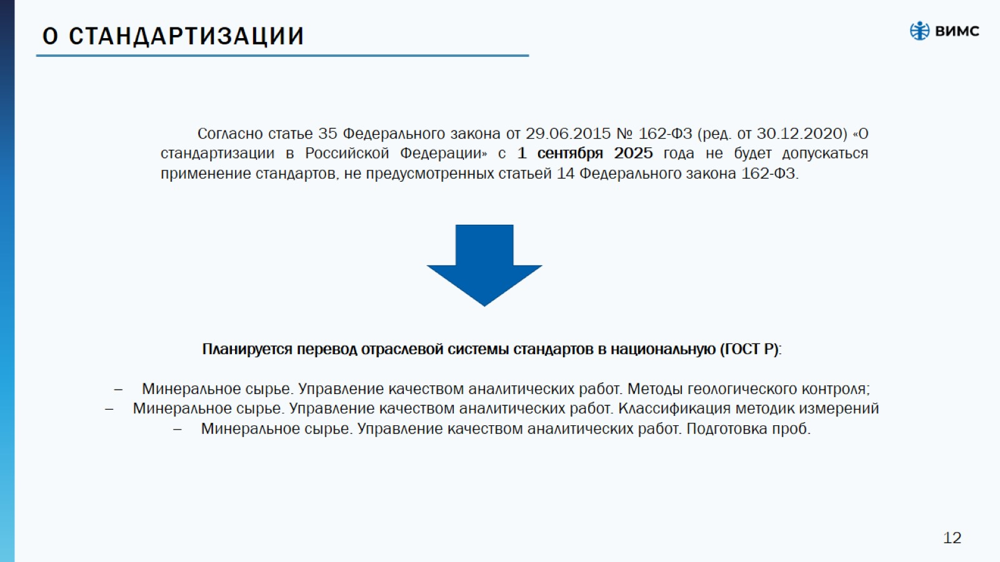 О СТАНДАРТИЗАЦИИ
ВИМС
Согласно статье 35 Федерального закона от 29.06.2015 № 162-ФЗ (ред. от 30.12.2020) «О
стандартизации в Российской Федерации» с 1 сентября 2025 года не будет допускаться
применение стандартов, не предусмотренных статьей 14 Федерального закона 162-ФЗ.
Планируется перевод отраслевой системы стандартов в национальную (ГОСТ Р):
– Минеральное сырье. Управление качеством аналитических работ. Методы геологического контроля;
– Минеральное сырье. Управление качеством аналитических работ. Классификация методик измерений
– Минеральное сырье. Управление качеством аналитических работ. Подготовка проб.
12